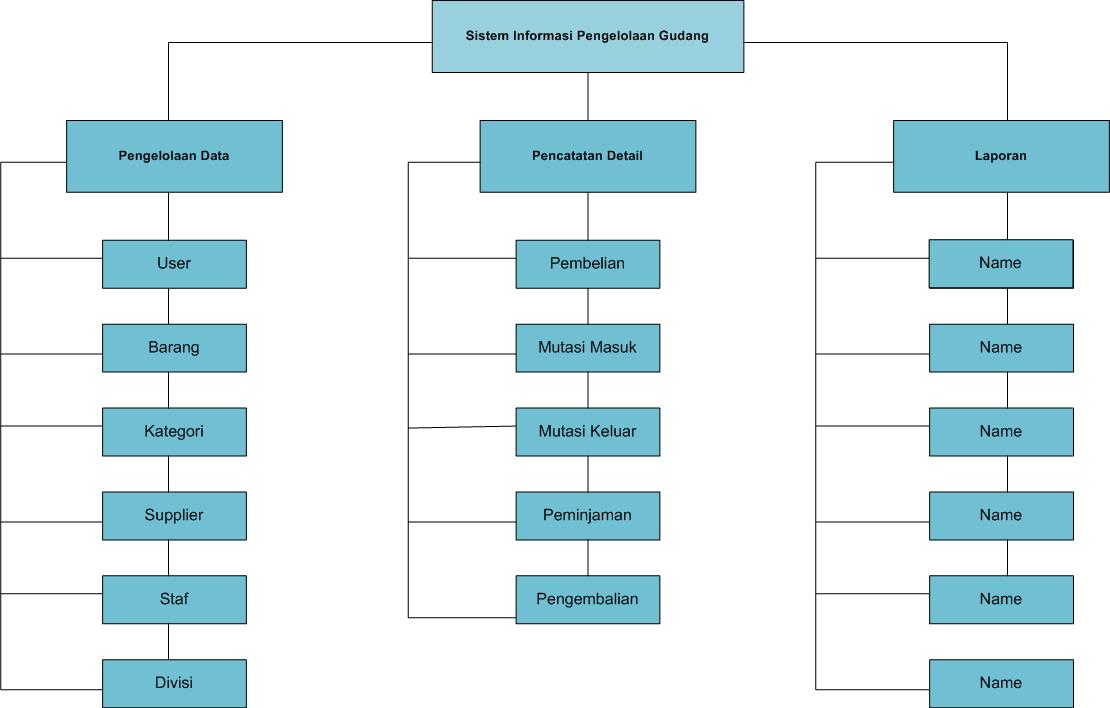 Sistem Informasi Pengelolaan Gudang
Pengelolaan Data
User
Barang
Kategori
Supplier
Staf
Divisi
Pencatatan Detail
Pembelian
Mutasi Masuk
Mutasi Keluar
Peminjaman
Pengembalian
Laporan
Name
Name
Name
Name
Name
Name